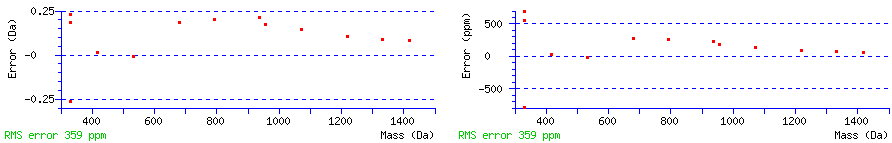 0.25
-0
-0.25
Error (Da)
400 600 800 1000 1200 1400
RMS error 359 ppm
Mass (Da)
500
0
-500
Error (ppm)
400 600 800 1000 1200 1400
RMS error 359 ppm
Mass (Da)